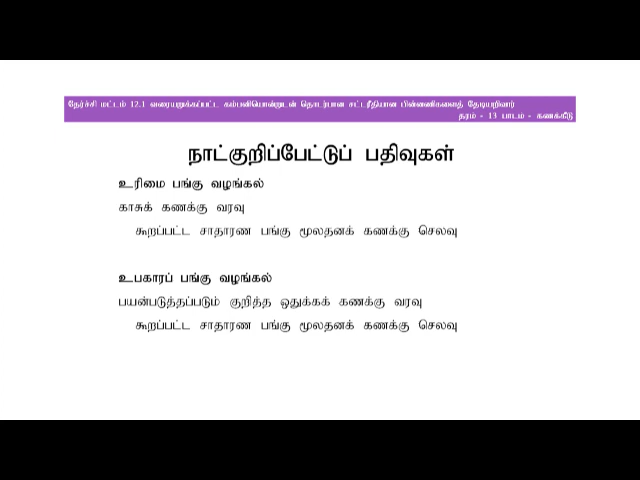 தேர்ச்சி மட்டம் 12.1 வரையறுக்கப்பட்ட கம்பனியொன்றுடன் தொடர்பான சட்டரீதியான பின்னணிகளைத் தேடியறிவார்
தரம் - 13 பாடம் - கணக்கீடு
நாட்குறிப்பேட்டுப் பதிவுகள்
உரிமை பங்கு வழங்கல்
காசுக் கணக்கு வரவு
கூறப்பட்ட சாதாரண பங்கு மூலதனக் கணக்கு செலவு
உபகாரப் பங்கு வழங்கல்
பயன்படுத்தப்படும் குறித்த ஒதுக்கக் கணக்கு வரவு
கூறப்பட்ட சாதாரண பங்கு மூலதனக் கணக்கு செலவு